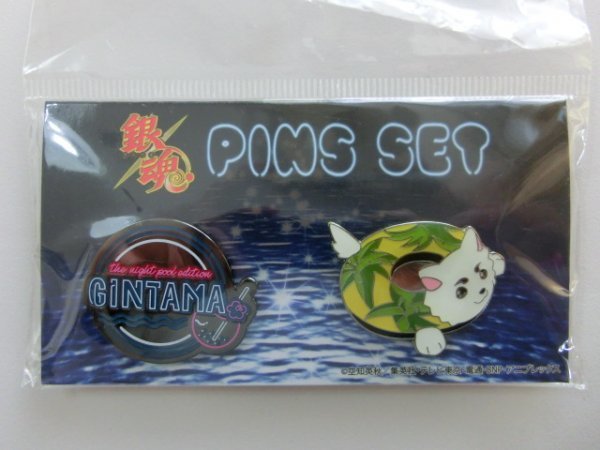 銀魂
PINS SET
the night pool edition
GINTAMA
©空知英秋/集英社・テレビ東京・電通・BNP・アニプレックス